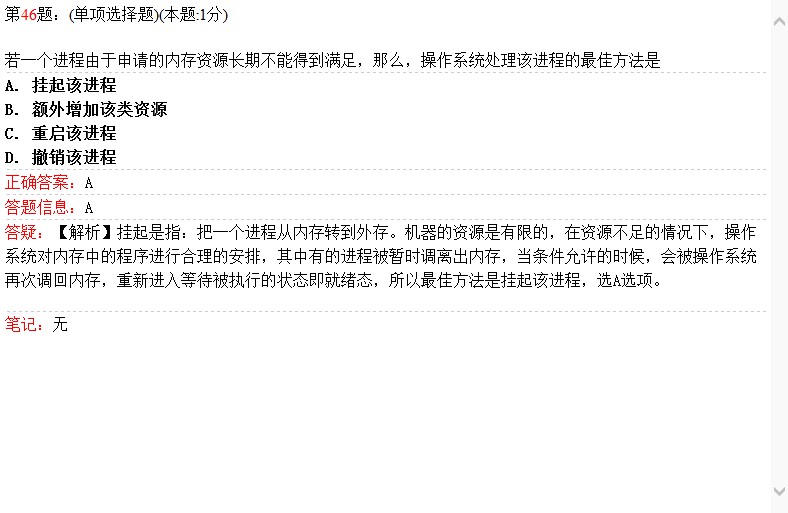 第46题：(单项选择题)(本题:1分)
若一个进程由于申请的内存资源长期不能得到满足，那么，操作系统处理该进程的最佳方法是
A. 挂起该进程
B. 额外增加该类资源
C. 重启该进程
D. 撤销该进程
正确答案：A
答题信息：A
答疑：【解析】挂起是指：把一个进程从内存转到外存。机器的资源是有限的，在资源不足的情况下，操作
系统对内存中的程序进行合理的安排，其中有的进程被暂时调离出内存，当条件允许的时候，会被操作系统
再次调回内存，重新进入等待被执行的状态即就绪态，所以最佳方法是挂起该进程，选A选项。
笔记：无